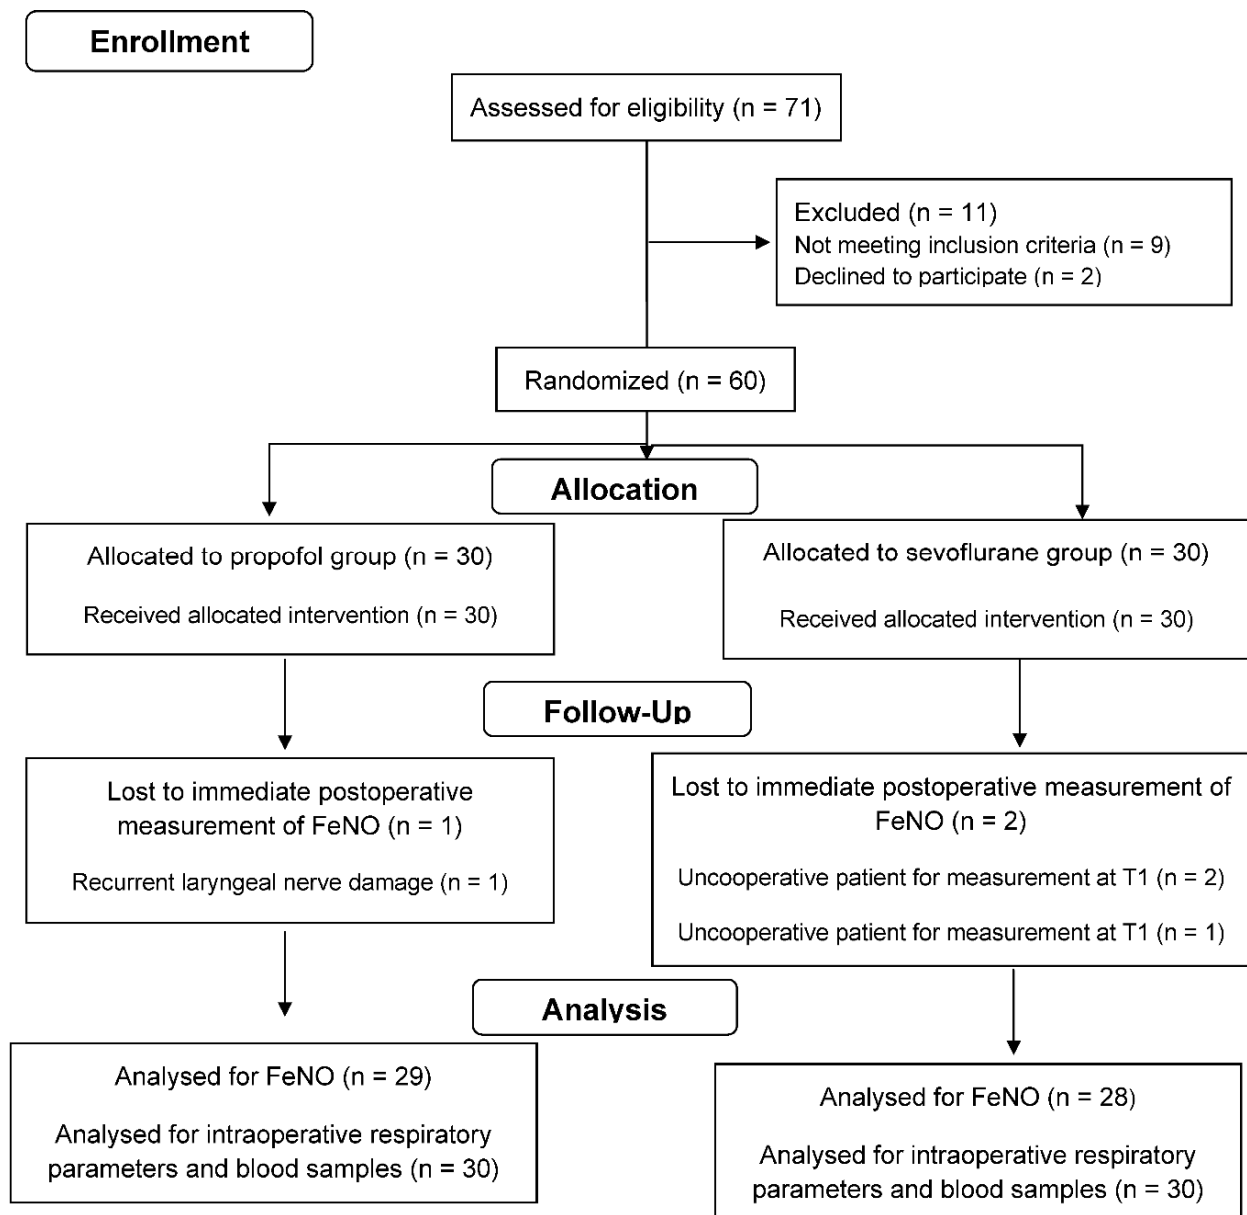 Enrollment
Assessed for eligibility (n = 71)
Excluded (n = 11)
Not meeting inclusion criteria (n = 9)
Declined to participate (n = 2)
Randomized (n = 60)
Allocation
Allocated to propofol group (n = 30)
Received allocated intervention (n = 30)
Allocated to sevoflurane group (n = 30)
Received allocated intervention (n = 30)
Follow-Up
Lost to immediate postoperative
measurement of FeNO (n = 1)
Recurrent laryngeal nerve damage (n = 1)
Lost to immediate postoperative measurement of
FeNO (n = 2)
Uncooperative patient for measurement at T1 (n = 2)
Uncooperative patient for measurement at T1 (n = 1)
Analysis
Analysed for FeNO (n = 29)
Analysed for intraoperative respiratory
parameters and blood samples (n = 30)
Analysed for FeNO (n = 28)
Analysed for intraoperative respiratory
parameters and blood samples (n = 30)